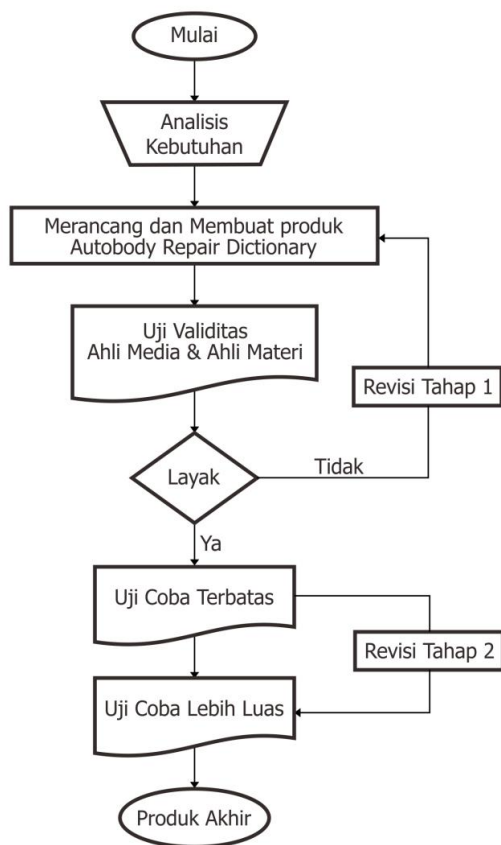 Mulai
Analisis
Kebutuhan
Merancang dan Membuat produk
Autobody Repair Dictionary
Uji Validitas
Ahli Media & Ahli Materi
Revisi Tahap 1
Layak
Tidak
Ya
Uji Coba Terbatas
Revisi Tahap 2
Uji Coba Lebih Luas
Produk Akhir